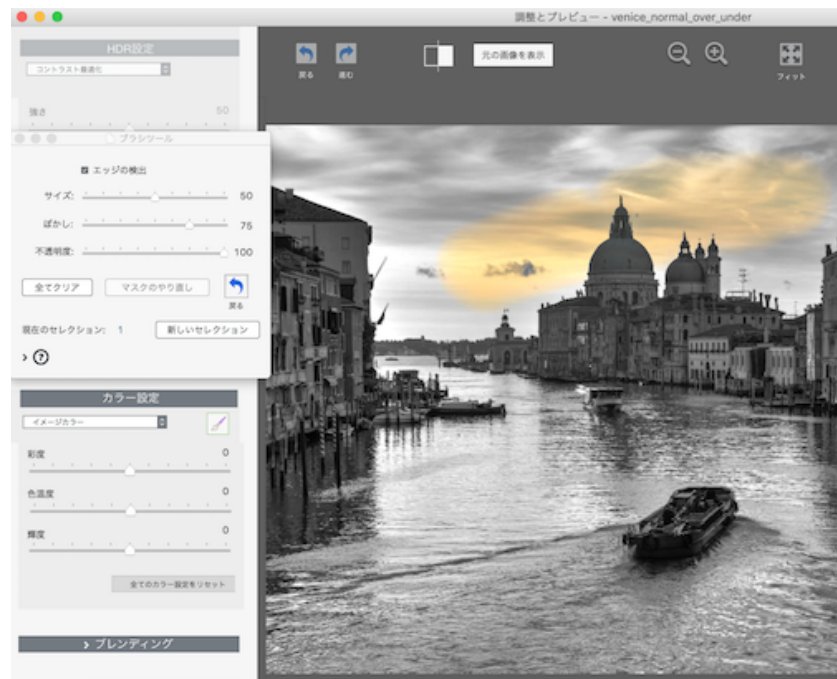 調整とプレビュー – venice_normal_over_under
HDR設定
コントラスト最適化
強さ 50
戻る 進む 元の画像を表示 フィット
ブラシツール
エッジの検出
サイズ: 50
ぼかし: 75
不透明度: 100
全てクリア マスクのやり直し
戻る
現在のセレクション: 1 新しいセレクション
カラー設定
イメージカラー
彩度 0
色温度 0
輝度 0
全てのカラー設定をリセット
ブレンディング